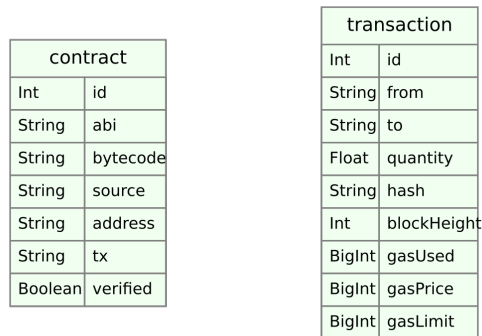 contract
Int id
String abi
String bytecode
String source
String address
String tx
Boolean verified
transaction
Int id
String from
String to
Float quantity
String hash
Int blockHeight
BigInt gasUsed
BigInt gasPrice
BigInt gasLimit